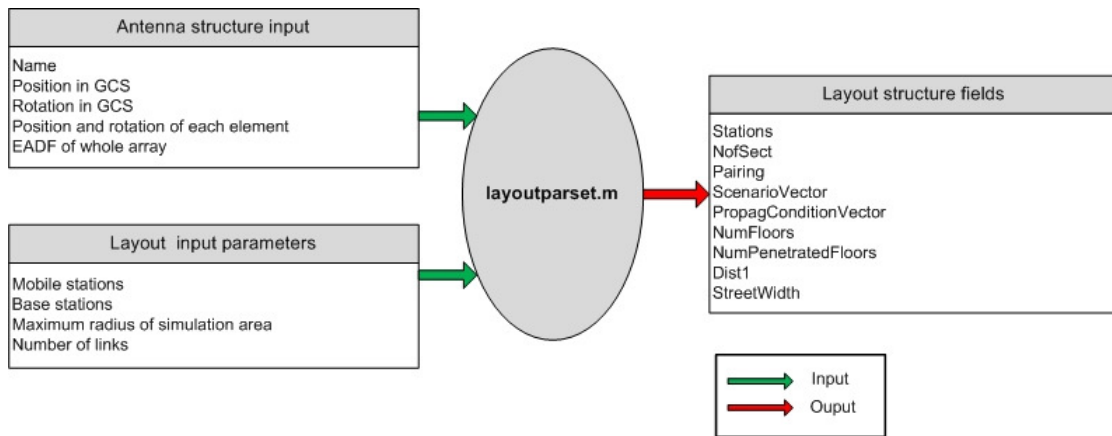 Antenna structure input
Name
Position in GCS
Rotation in GCS
Position and rotation of each element
EADF of whole array
Layout input parameters
Mobile stations
Base stations
Maximum radius of simulation area
Number of links
layoutparset.m
Layout structure fields
Stations
NofSect
Pairing
ScenarioVector
PropagConditionVector
NumFloors
NumPenetratedFloors
Dist1
StreetWidth
Input
Ouput